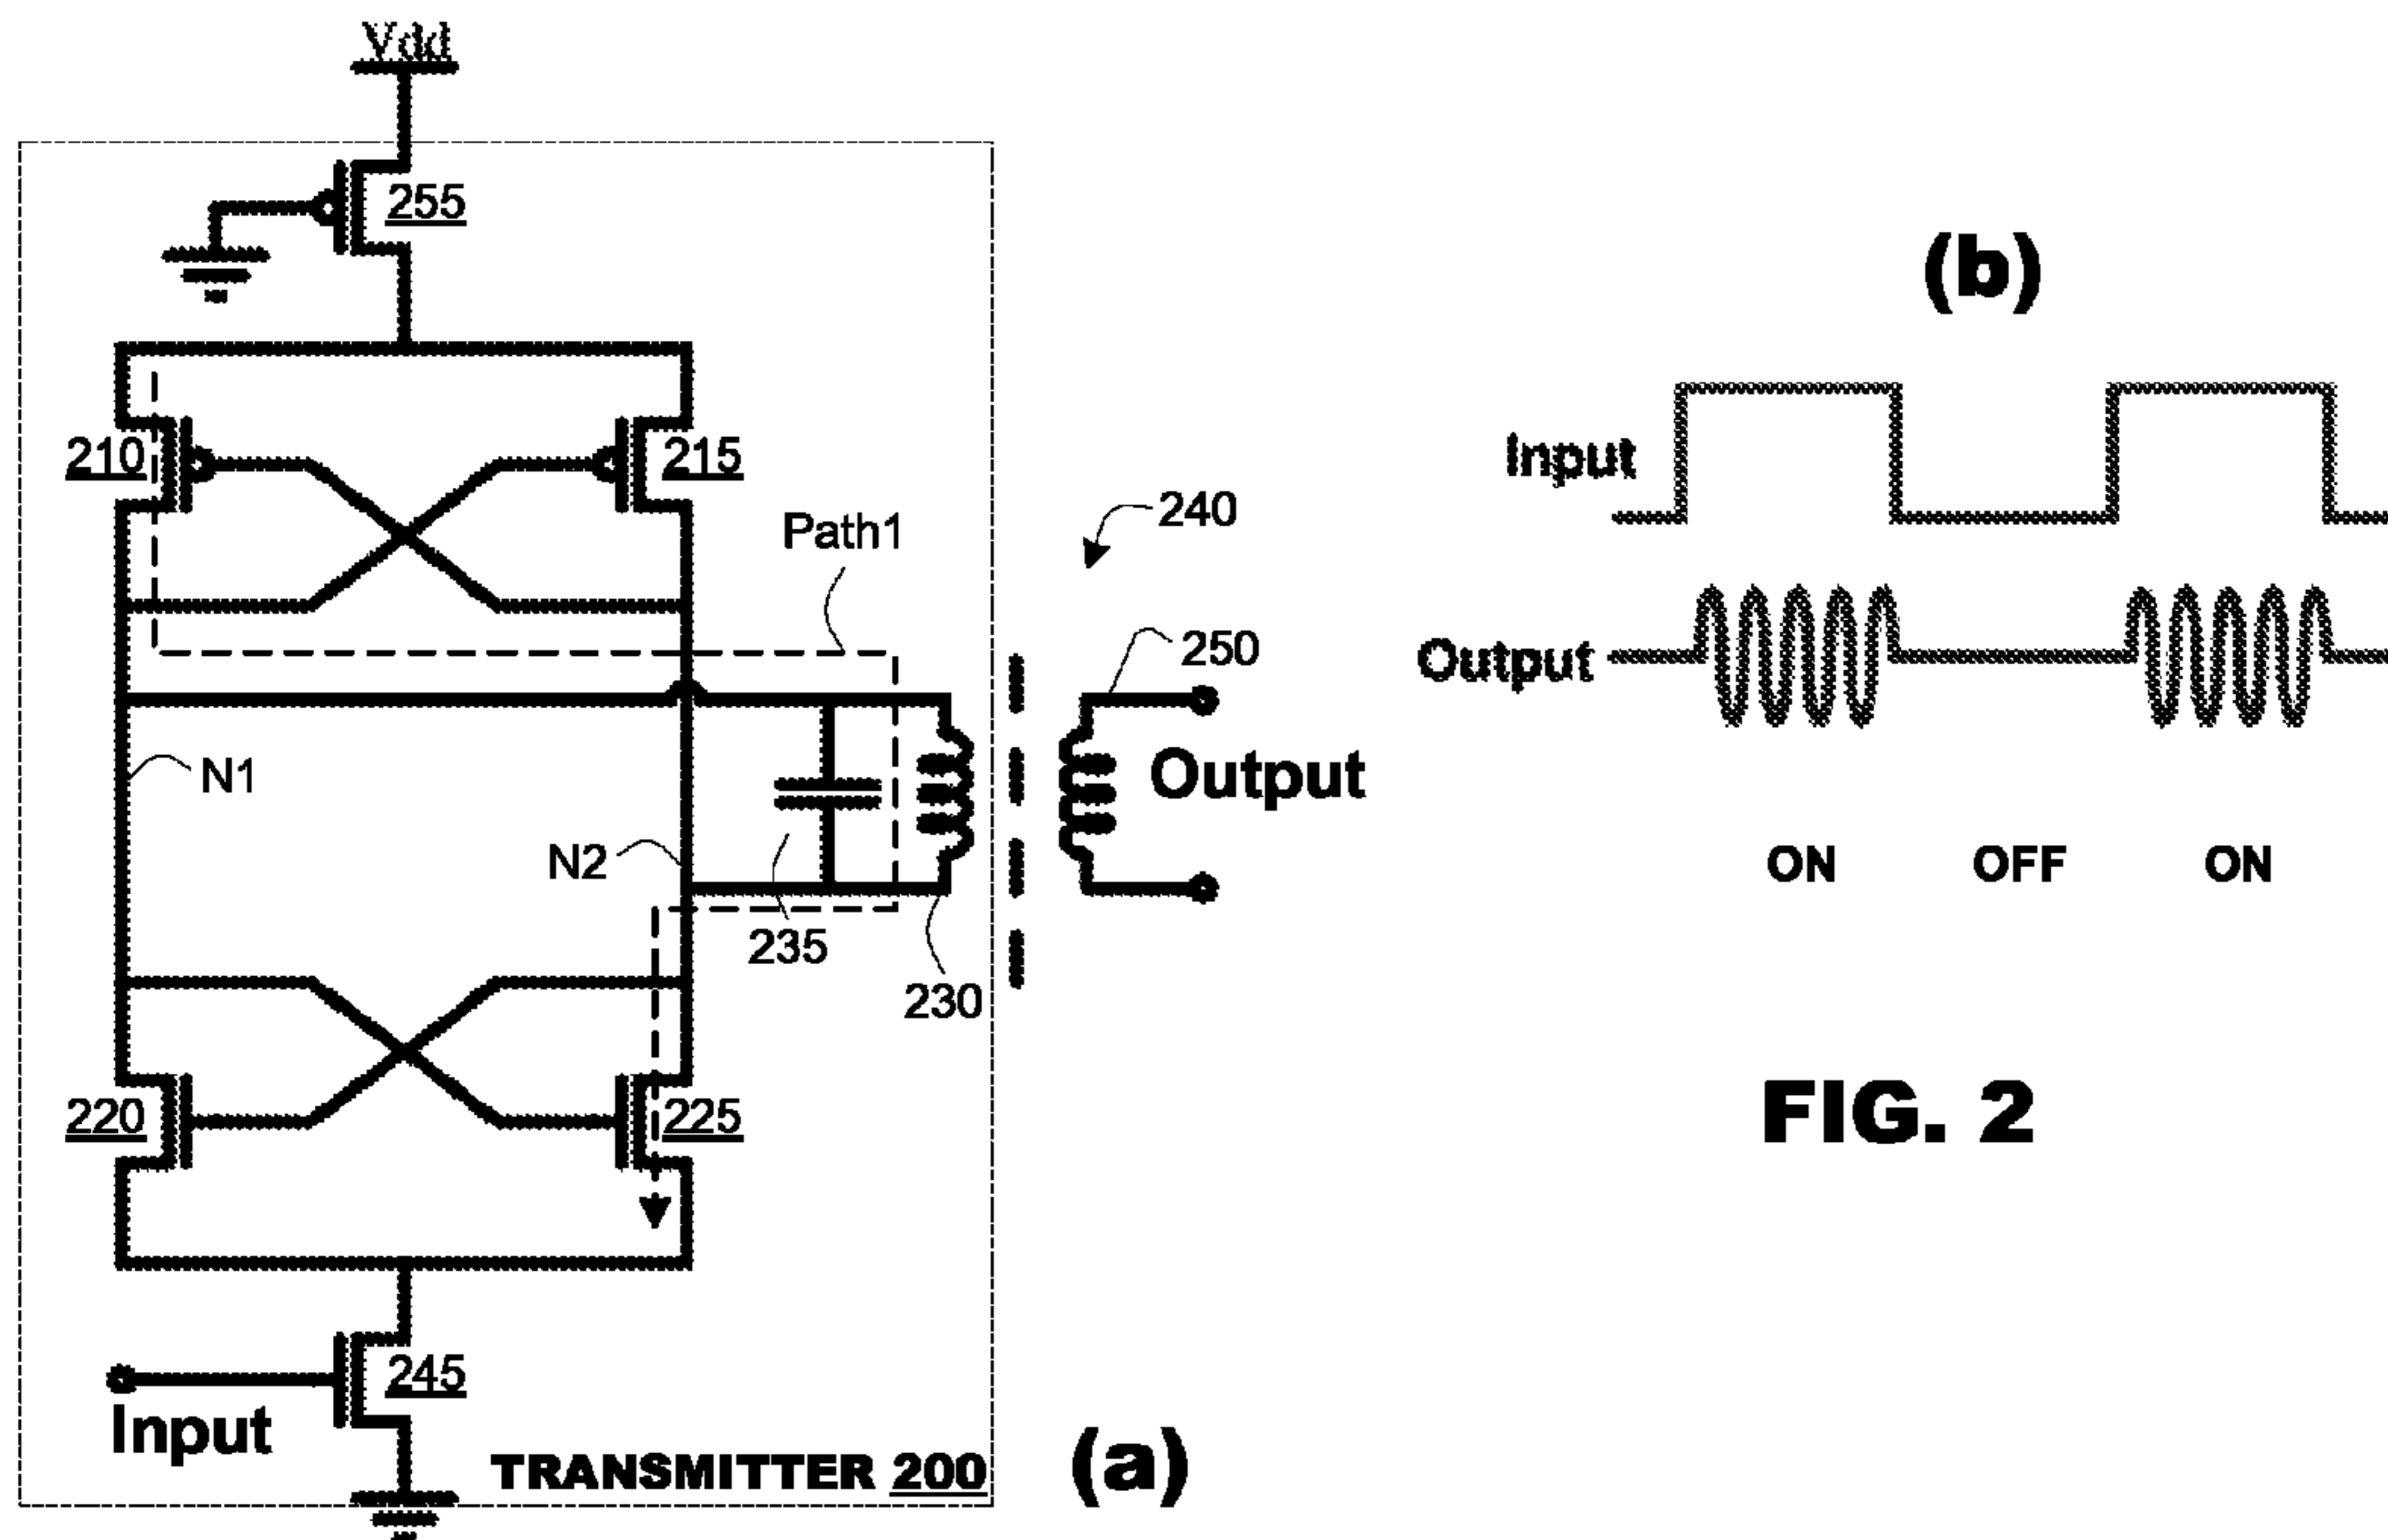 Vdd
255
210
215
Path1
240
250
N1
N2
Output
235
230
220
225
245
Input
TRANSMITTER 200
(a)
(b)
Input
Output
ON OFF ON
FIG. 2